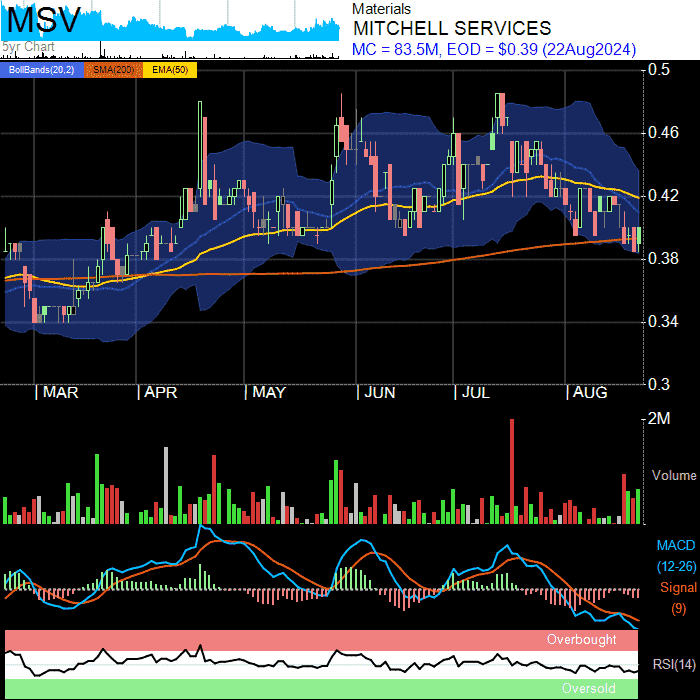 MSV
5yr Chart
Materials
MITCHELL SERVICES
MC = 83.5M, EOD = $0.39 (22Aug2024)
BollBands(20,2) SMA(200) EMA(50)
0.5
0.46
0.42
0.38
0.34
0.3
| MAR | APR | MAY | JUN | JUL | AUG
2M
Volume
MACD
(12-26)
Signal
(9)
Overbought
RSI(14)
Oversold